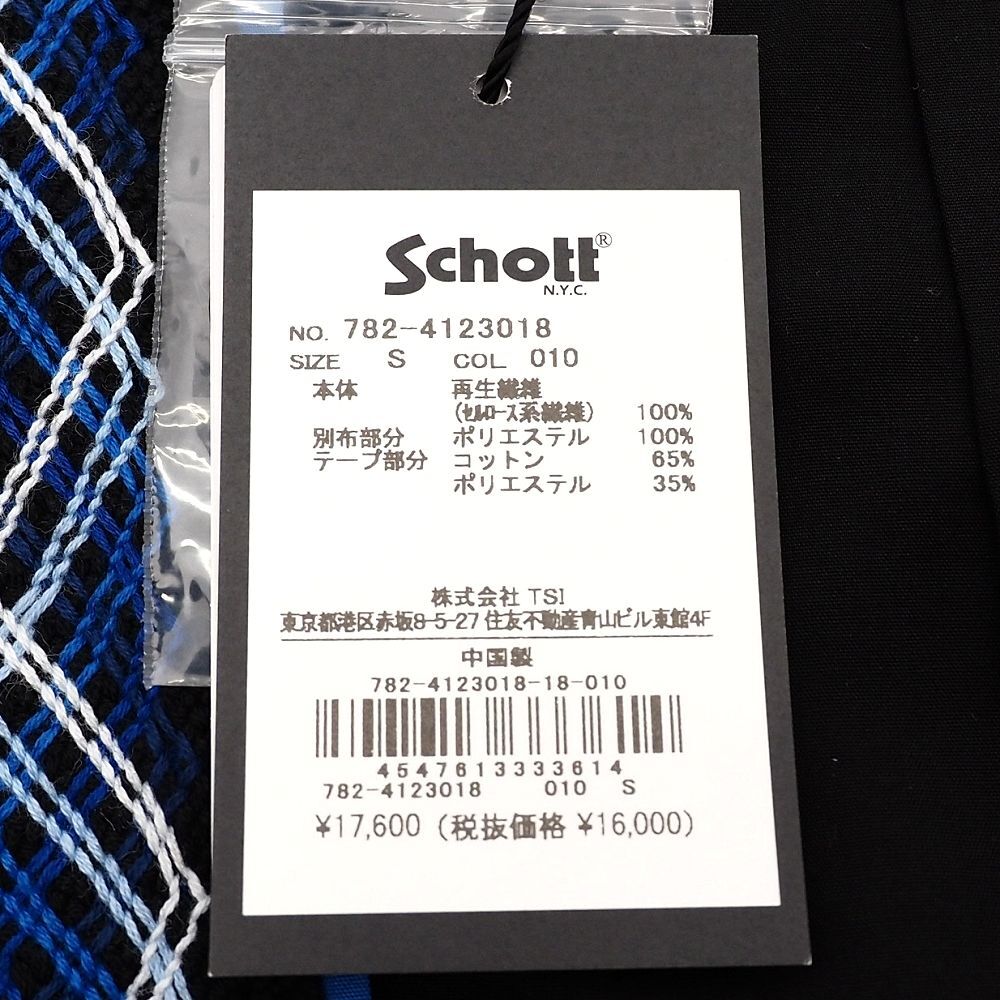 Schott®
N.Y.C.
NO. 782-4123018
SIZE S COL 010
本体 再生繊維
(セルロース系繊維) 100%
別布部分 ポリエステル 100%
テープ部分 コットン 65%
ポリエステル 35%
株式会社 TSI
東京都港区赤坂8-5-27 住友不動産青山ビル東館4F
中国製
782-4123018-18-010
4547613333614
782-4123018 010 S
¥17,600 (税抜価格 ¥16,000)